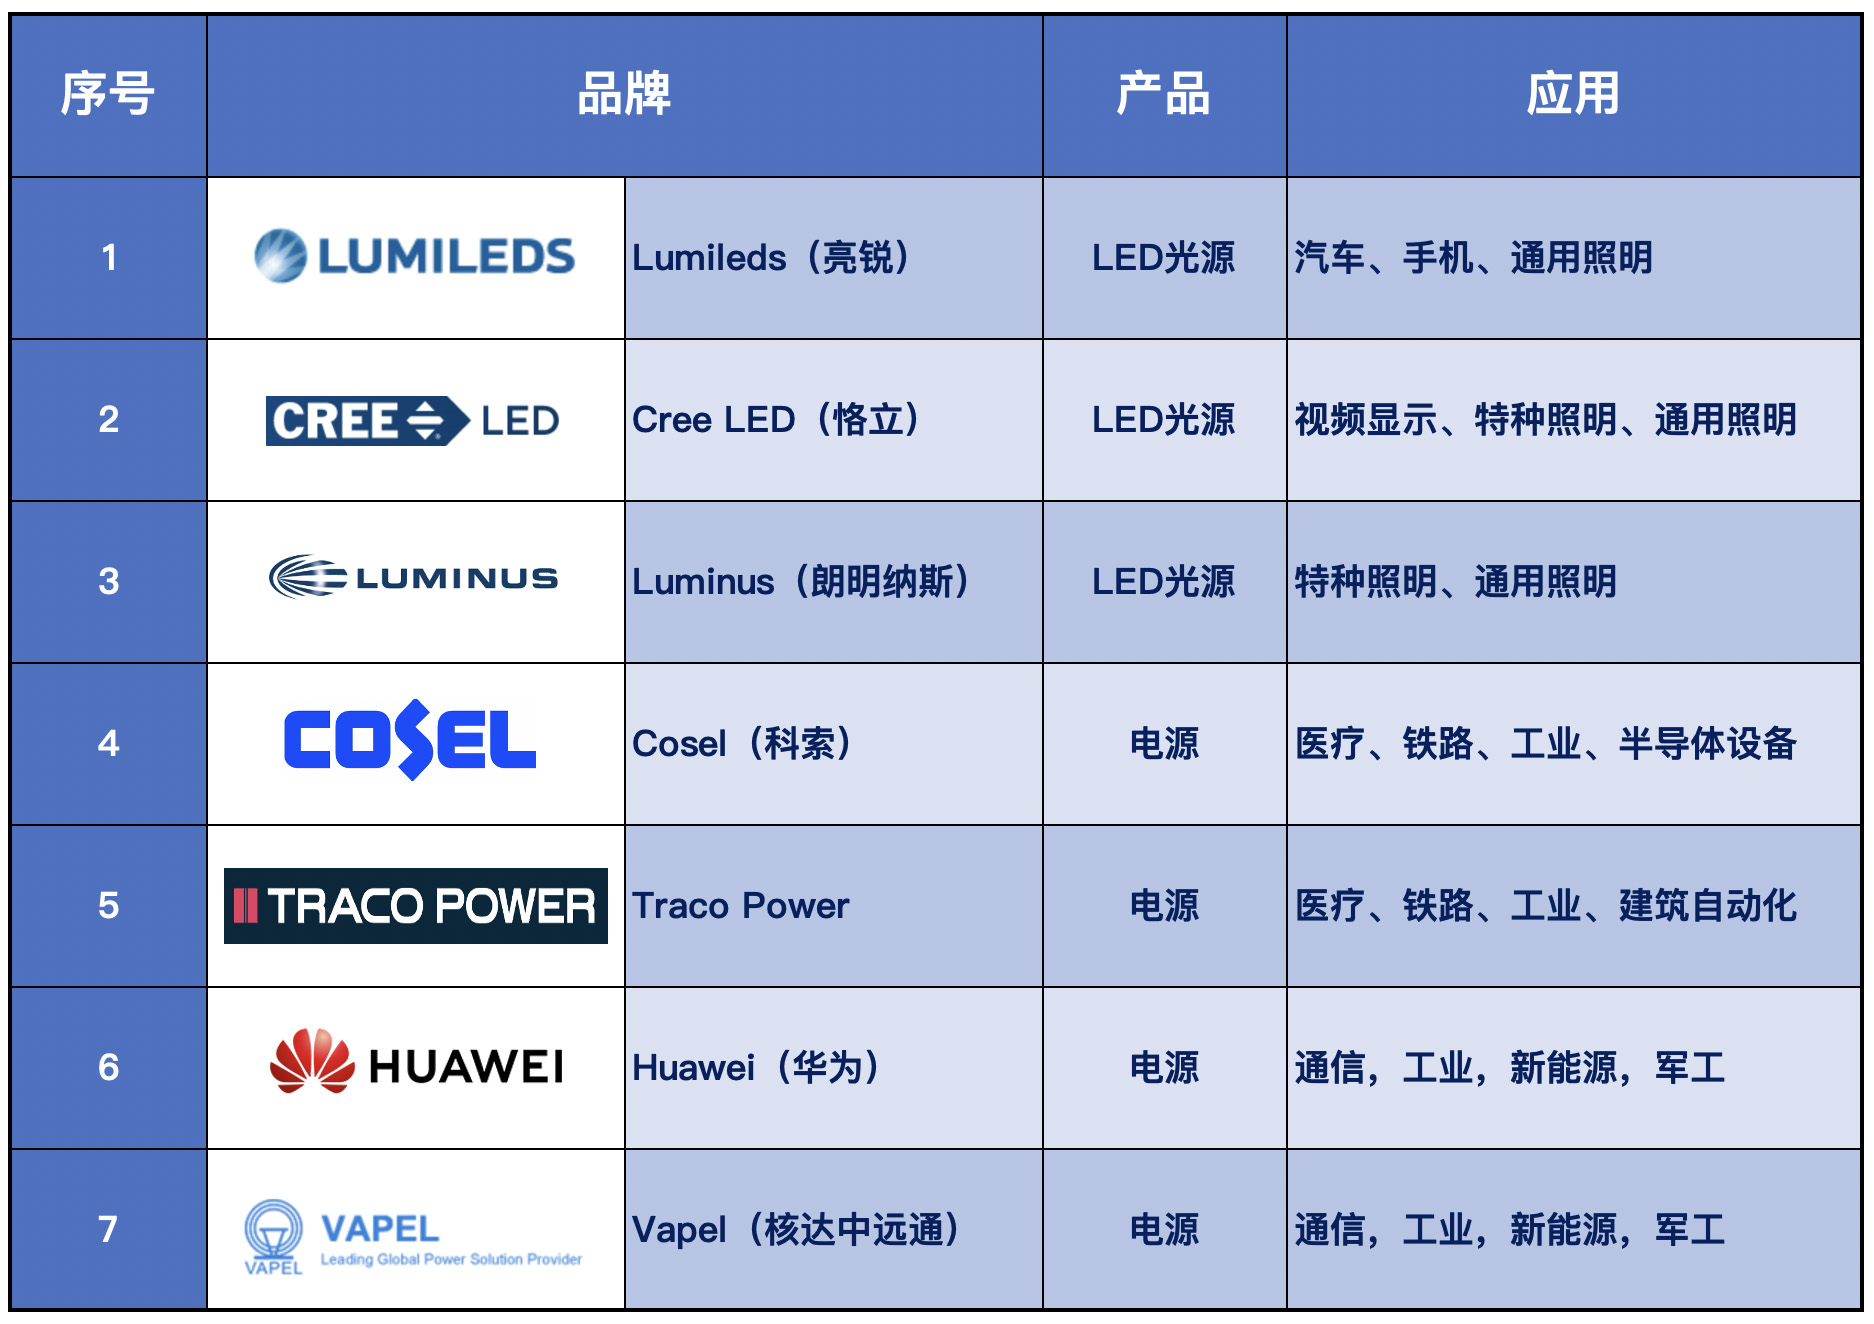 序号 品牌 产品 应用
1 LUMILEDS Lumileds（亮锐） LED光源 汽车、手机、通用照明
2 CREE LED Cree LED（恪立） LED光源 视频显示、特种照明、通用照明
3 LUMINUS Luminus（朗明纳斯） LED光源 特种照明、通用照明
4 COSEL Cosel（科索） 电源 医疗、铁路、工业、半导体设备
5 TRACO POWER Traco Power 电源 医疗、铁路、工业、建筑自动化
6 HUAWEI Huawei（华为） 电源 通信，工业，新能源，军工
7 VAPEL Vapel（核达中远通） 电源 通信，工业，新能源，军工
Leading Global Power Solution Provider
VAPEL